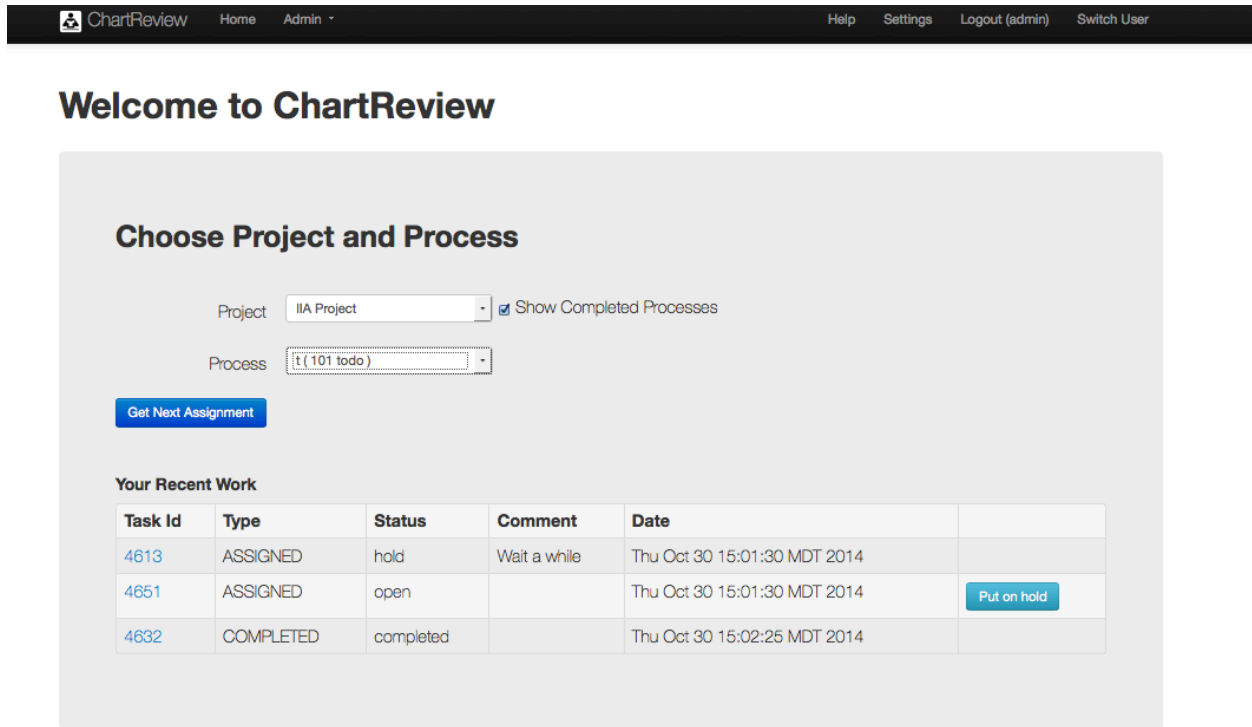 ChartReview Home Admin Help Settings Logout (admin) Switch User
Welcome to ChartReview
Choose Project and Process
Project IIA Project Show Completed Processes
Process t ( 101 todo )
Get Next Assignment
Your Recent Work
Task Id Type Status Comment Date
4613 ASSIGNED hold Wait a while Thu Oct 30 15:01:30 MDT 2014
4651 ASSIGNED open Thu Oct 30 15:01:30 MDT 2014 Put on hold
4632 COMPLETED completed Thu Oct 30 15:02:25 MDT 2014